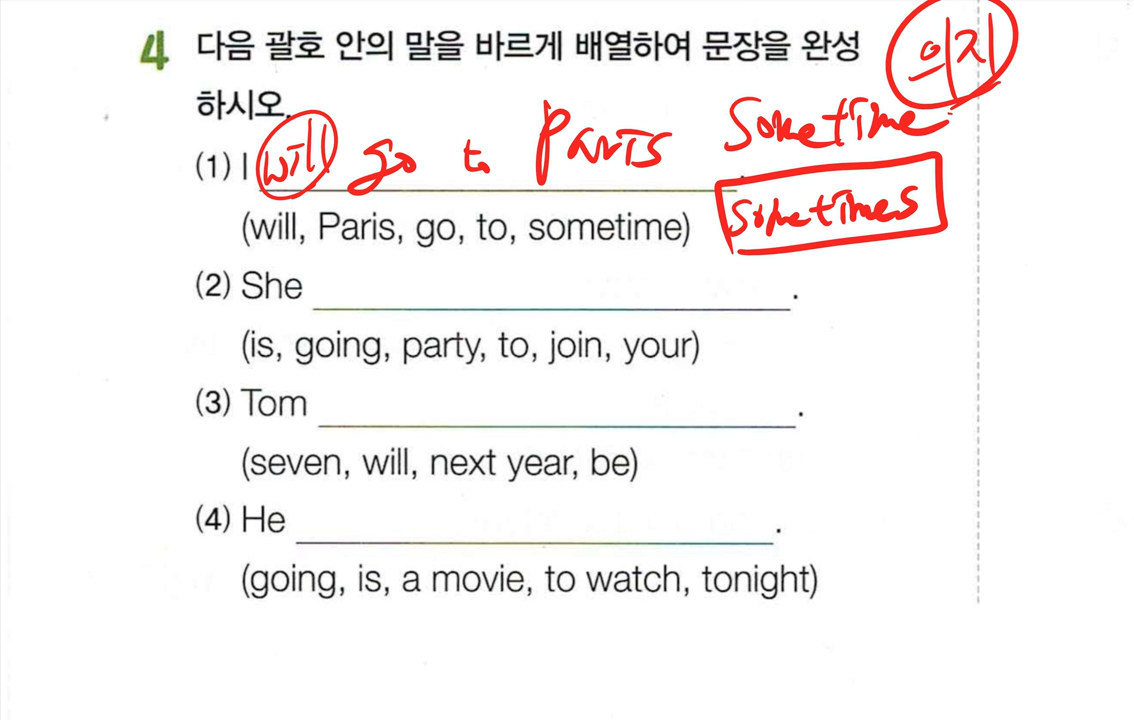 4 다음 괄호 안의 말을 바르게 배열하여 문장을 완성
하시오.
의지
(1) I will go to Paris sometime.
sometimes
(will, Paris, go, to, sometime)
(2) She .
(is, going, party, to, join, your)
(3) Tom .
(seven, will, next year, be)
(4) He .
(going, is, a movie, to watch, tonight)